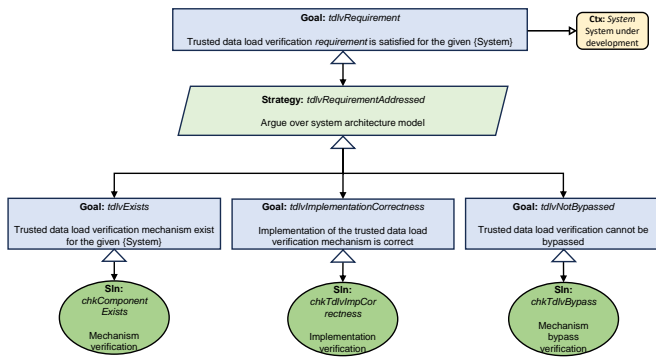 Goal: tdlvRequirement
Trusted data load verification requirement is satisfied for the given {System}
Ctx: System
System under
development
Strategy: tdlvRequirementAddressed
Argue over system architecture model
Goal: tdlvExists
Trusted data load verification mechanism exist
for the given {System}
Goal: tdlvImplementationCorrectness
Implementation of the trusted data load
verification mechanism is correct
Goal: tdlvNotBypassed
Trusted data load verification cannot be
bypassed
Sln:
chkComponent
Exists
Mechanism
verification
Sln:
chkTdlvImpCor
rectness
Implementation
verification
Sln:
chkTdlvBypass
Mechanism
bypass
verification